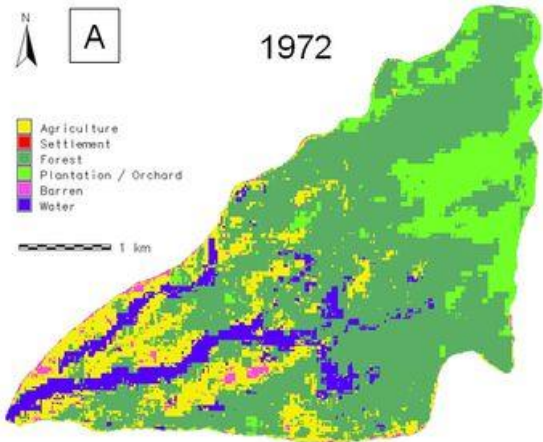 N
A
1972
Agriculture
Settlement
Forest
Plantation / Orchard
Barren
Water
1 km